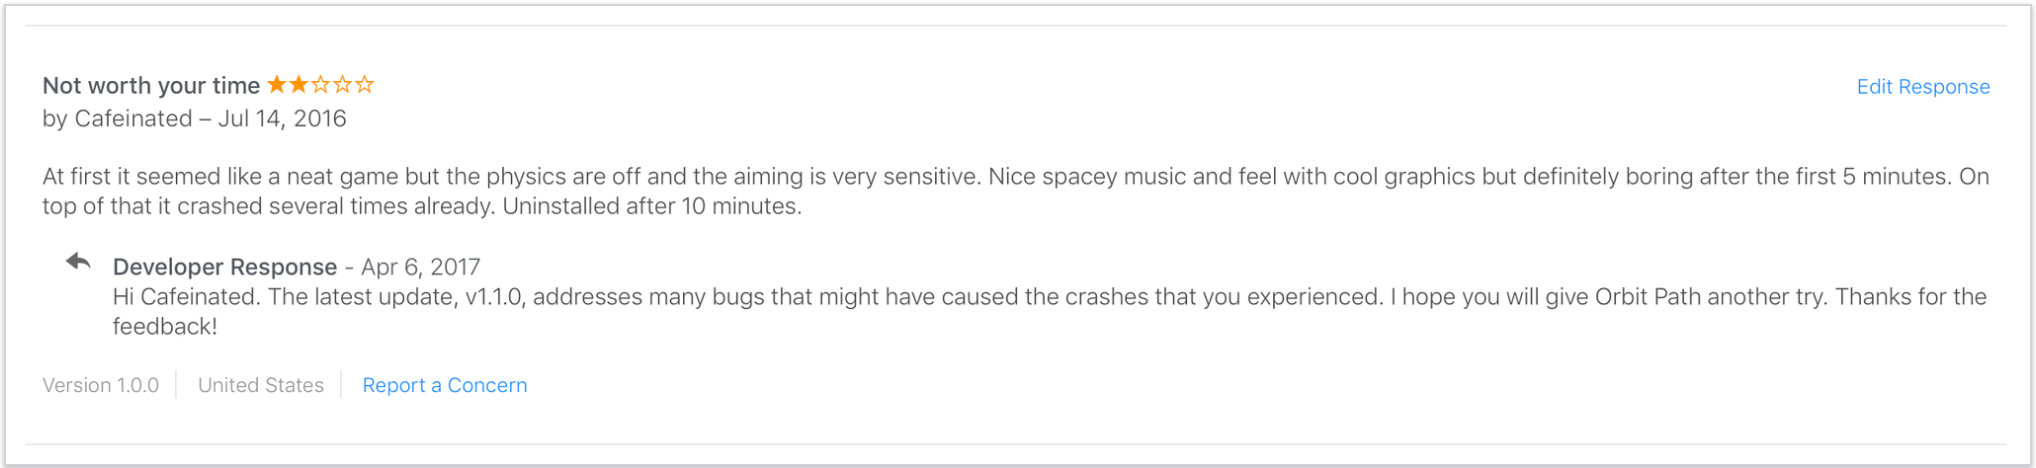 Not worth your time ★★☆☆☆
Edit Response
by Cafeinated – Jul 14, 2016
At first it seemed like a neat game but the physics are off and the aiming is very sensitive. Nice spacey music and feel with cool graphics but definitely boring after the first 5 minutes. On
top of that it crashed several times already. Uninstalled after 10 minutes.
Developer Response - Apr 6, 2017
Hi Cafeinated. The latest update, v1.1.0, addresses many bugs that might have caused the crashes that you experienced. I hope you will give Orbit Path another try. Thanks for the
feedback!
Version 1.0.0 United States Report a Concern